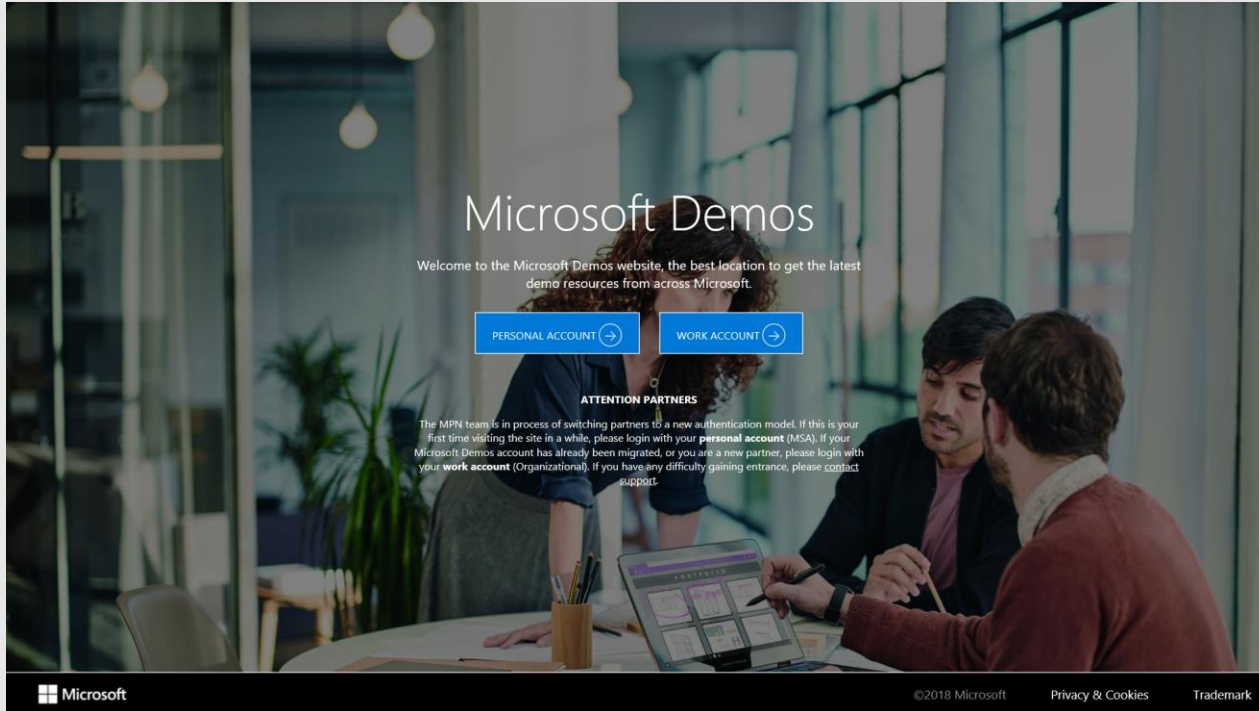 Microsoft Demos
Welcome to the Microsoft Demos website, the best location to get the latest
demo resources from across Microsoft.
PERSONAL ACCOUNT
WORK ACCOUNT
ATTENTION PARTNERS
The MPN team is in process of switching partners to a new authentication model. If this is your
first time visiting the site in a while, please login with your personal account (MSA). If your
Microsoft Demos account has already been migrated, or you are a new partner, please login with
your work account (Organizational). If you have any difficulty gaining entrance, please contact
support.
PORTFOLIO
Microsoft
©2018 Microsoft
Privacy & Cookies
Trademark